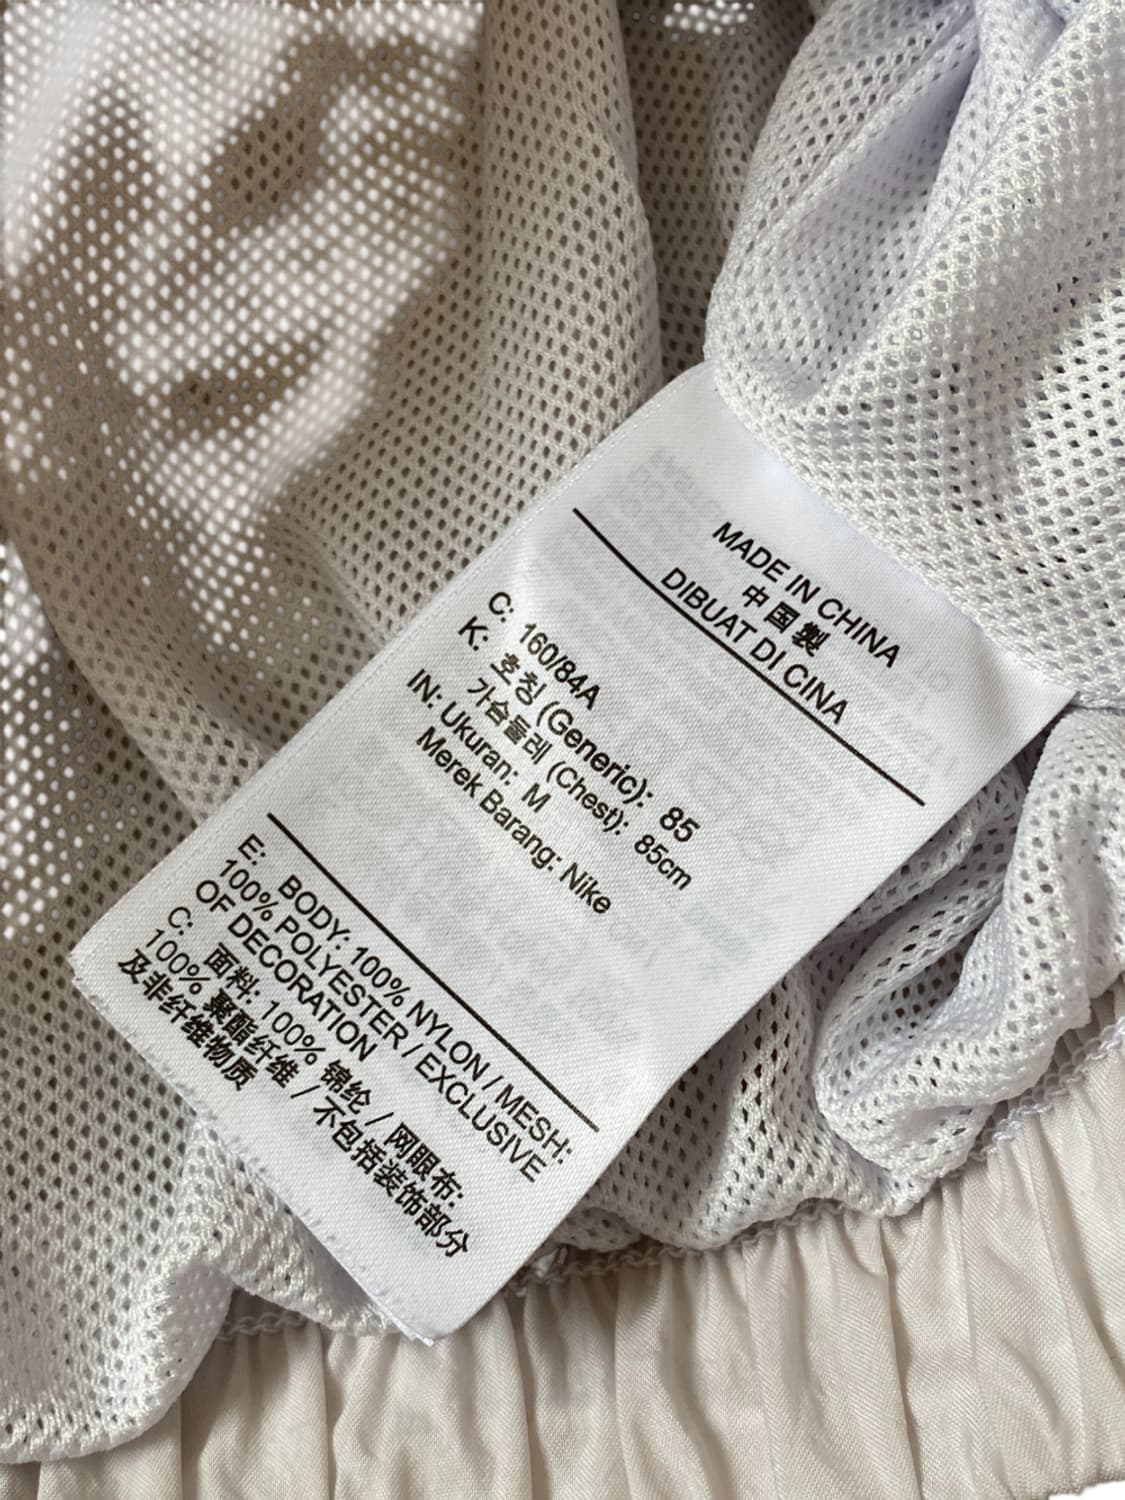 MADE IN CHINA
中国製
DIBUAT DI CINA
C: 160/84A
K: 호칭 (Generic): 85
가슴둘레 (Chest): 85cm
IN: Ukuran: M
Merek Barang: Nike
E: BODY: 100% NYLON / MESH:
100% POLYESTER / EXCLUSIVE
OF DECORATION
C: 面料: 100% 锦纶 / 网眼布:
100% 聚酯纤维 / 不包括装饰部分
及非纤维物质